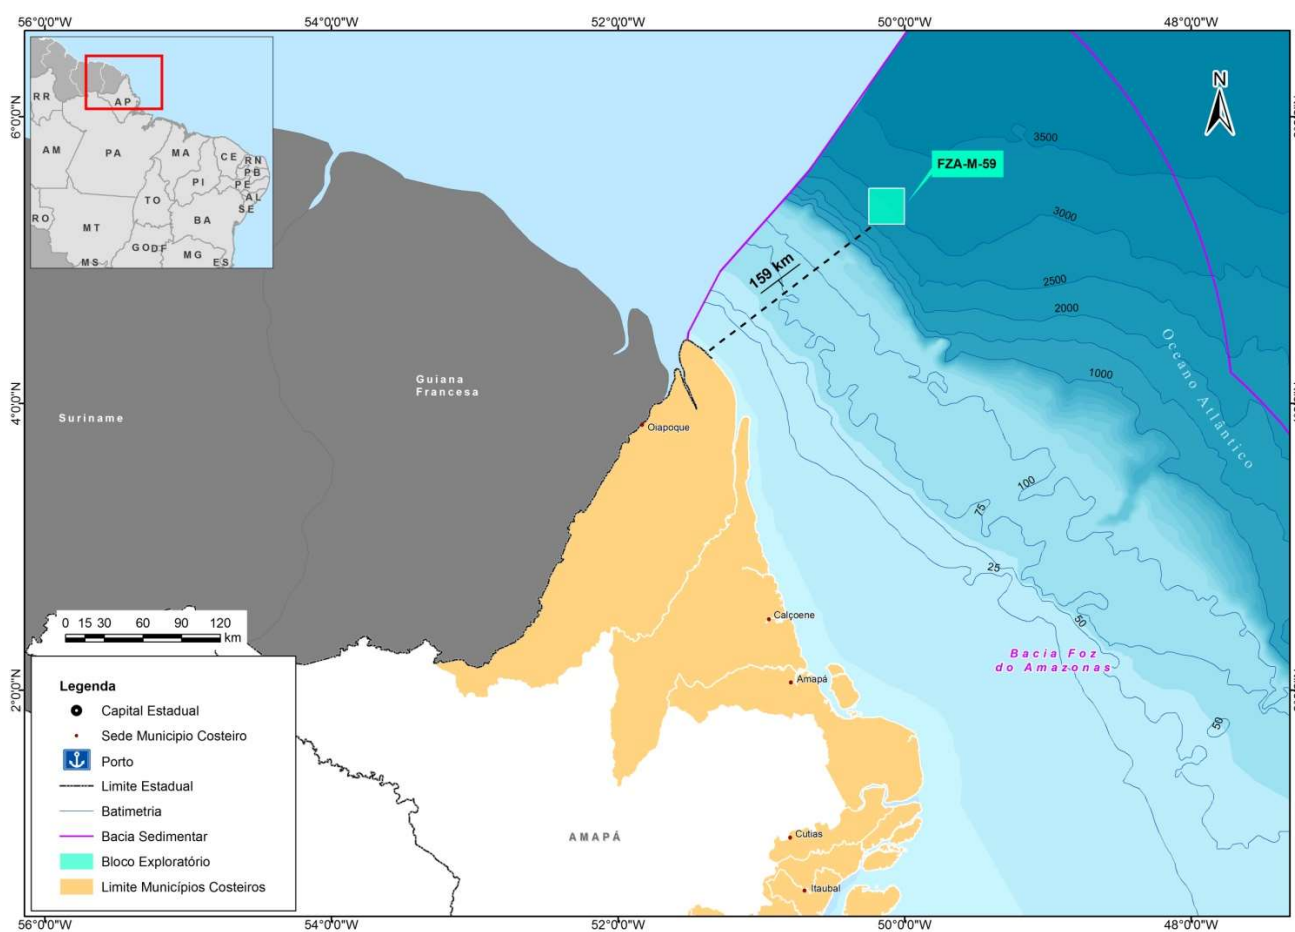 56°0'0"W
54°0'0"W
52°0'0"W
50°0'0"W
48°0'0"W
6°0'0"N
4°0'0"N
2°0'0"N
RR
AP
AM
PA
MA
CE
RN
PB
PI
PE
AL
SE
TO
RO
BA
MT
GO
DF
MG
MS
ES
N
FZA-M-59
3500
3000
2500
2000
1000
159 km
Oceano Atlântico
Guiana
Francesa
Suriname
Oiapoque
100
75
25
50
50
Calçoene
Bacia Foz
do Amazonas
Amapá
AMAPÁ
Cutias
Itaubal
0 15 30 60 90 120
km
Legenda
Capital Estadual
Sede Municipio Costeiro
Porto
Limite Estadual
Batimetria
Bacia Sedimentar
Bloco Exploratório
Limite Municípios Costeiros
56°0'0"W
54°0'0"W
52°0'0"W
50°0'0"W
48°0'0"W